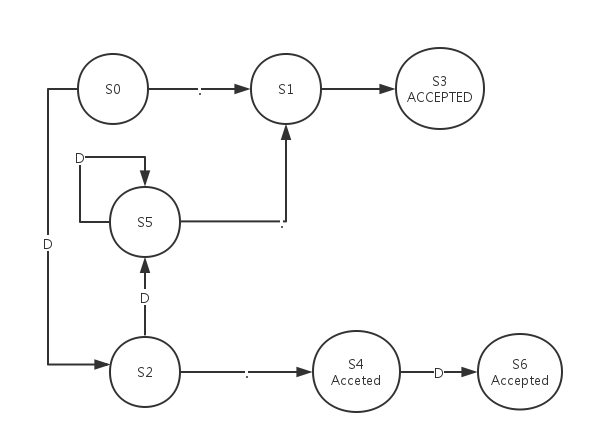 S0
.
S1
S3
ACCEPTED
D
S5
.
D
D
S2
.
S4
Acceted
D
S6
Accepted